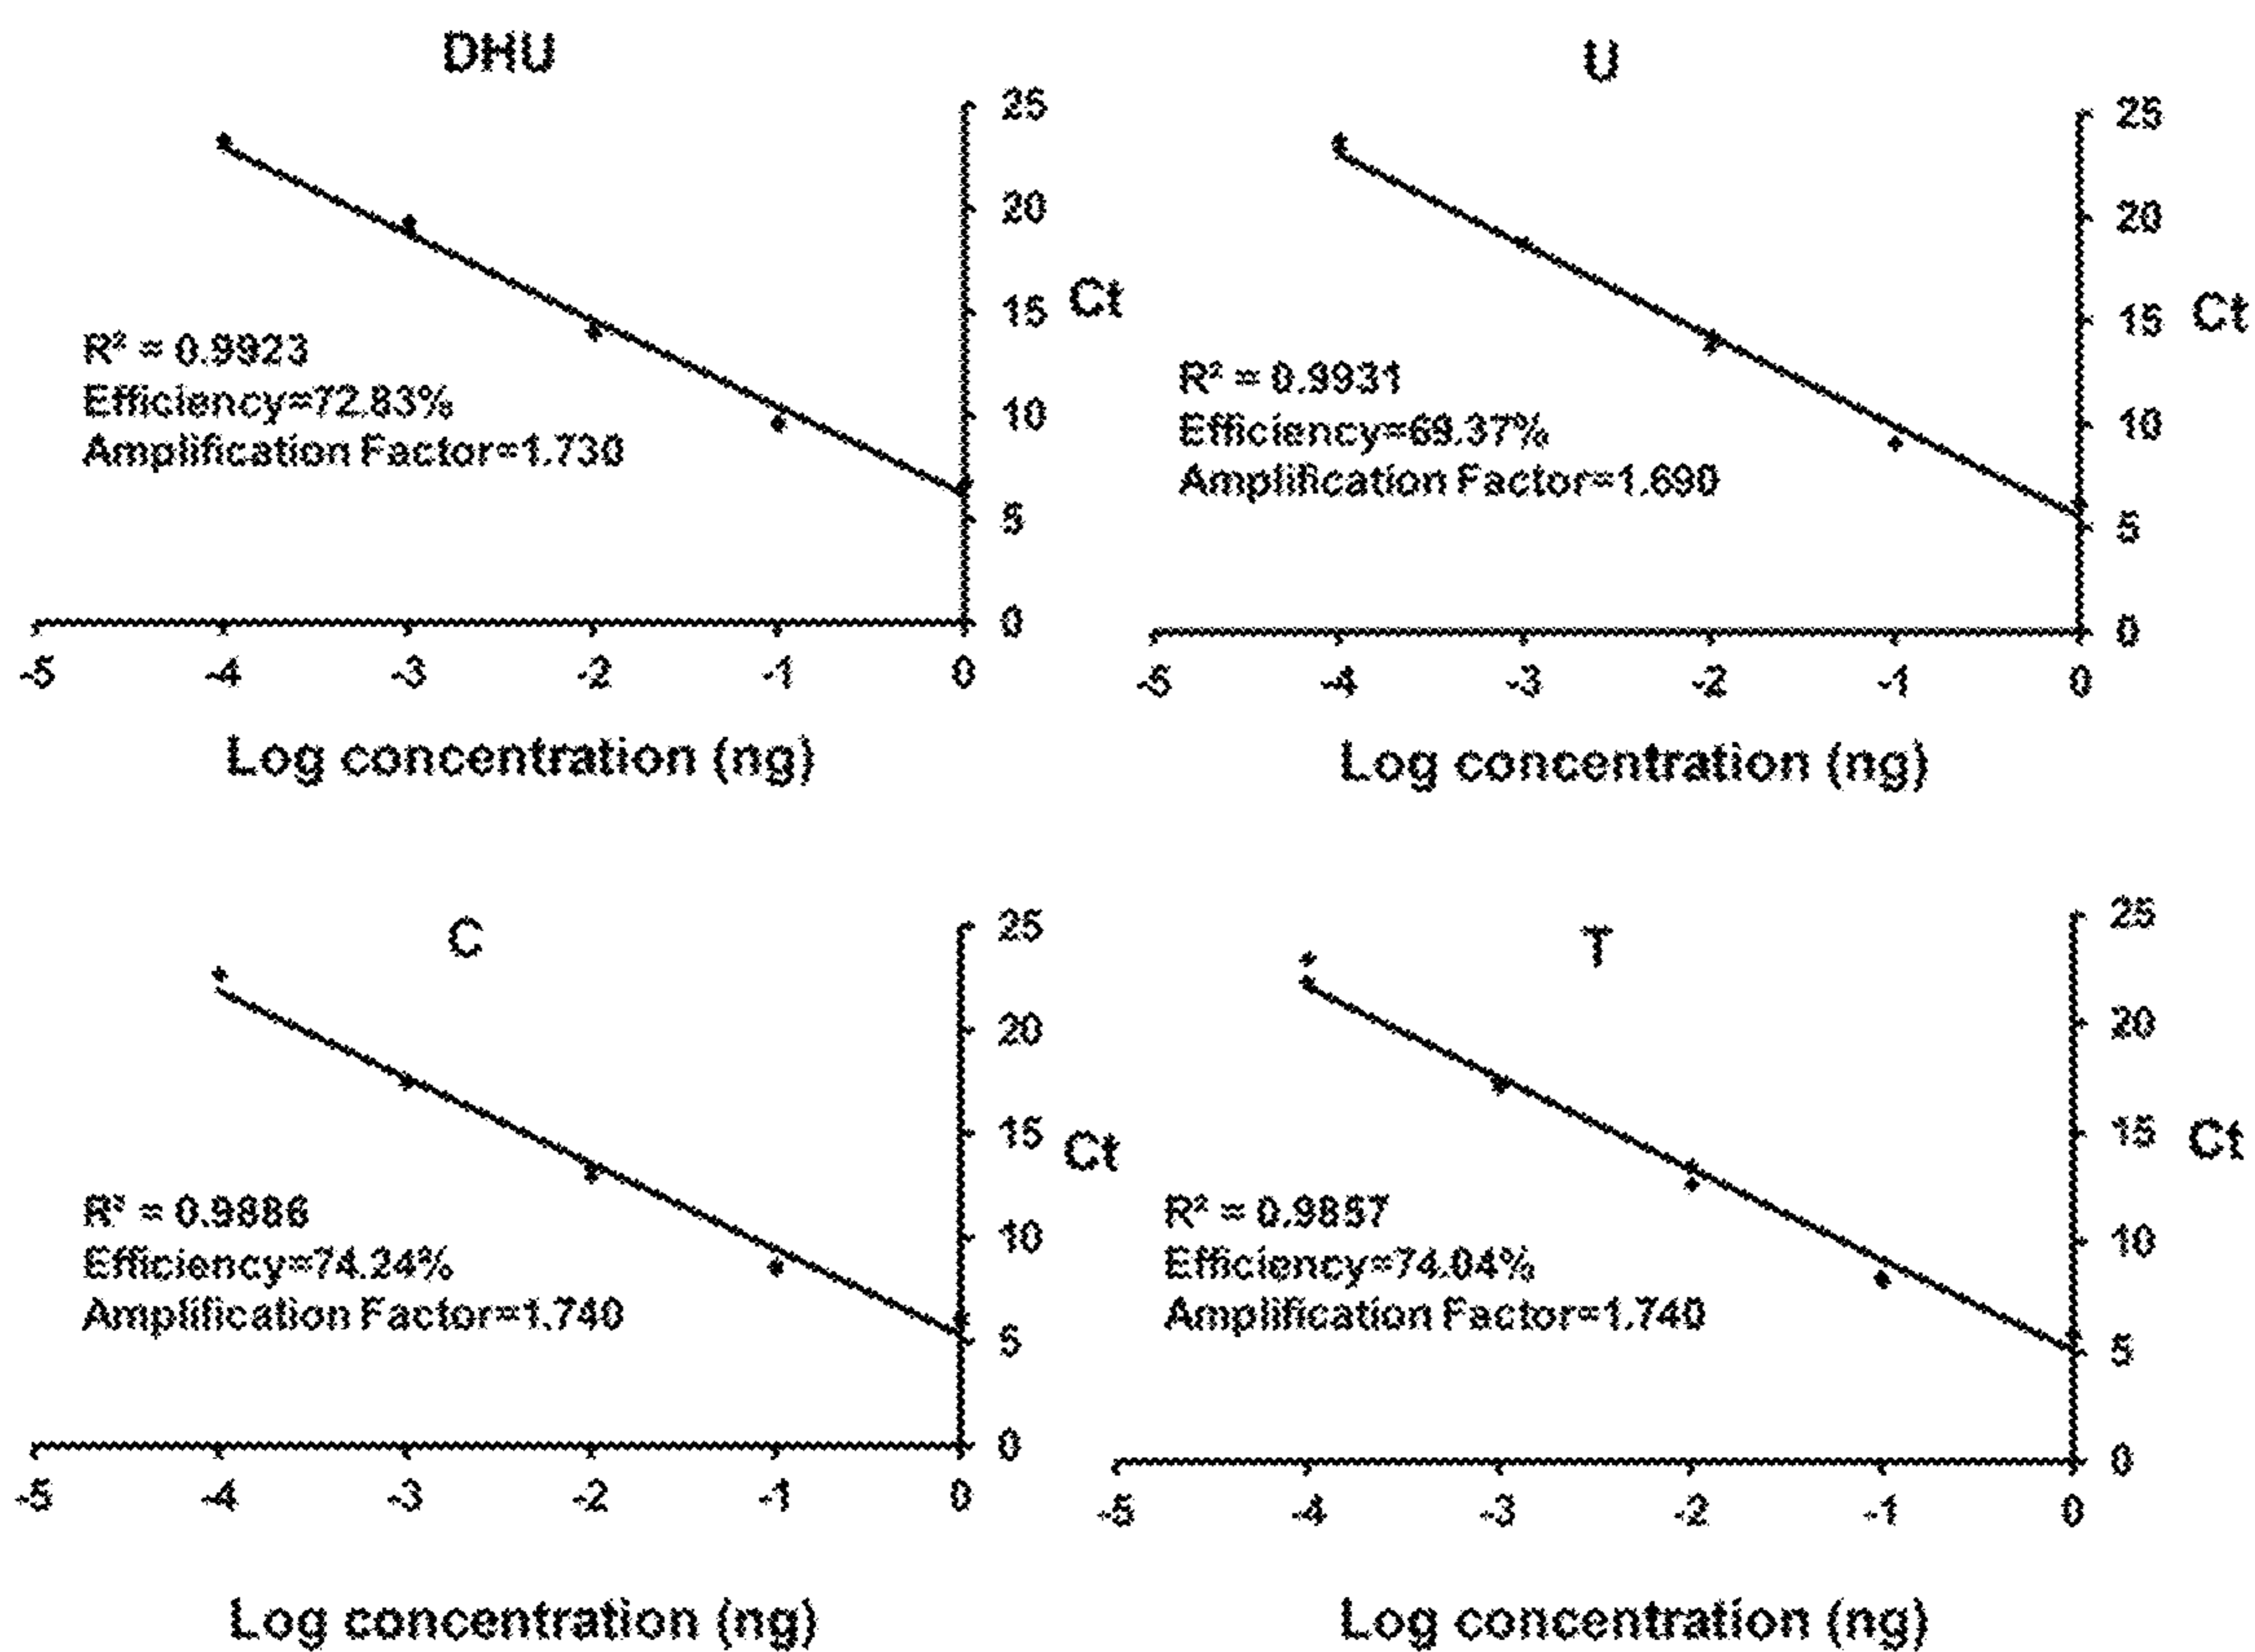 DHU
25
20
15
10
5
0
Ct
R² = 0.9923
Efficiency=72.83%
Amplification Factor=1.730
-5 -4 -3 -2 -1 0
Log concentration (ng)
U
25
20
15
10
5
0
Ct
R² = 0.9931
Efficiency=69.37%
Amplification Factor=1.690
-5 -4 -3 -2 -1 0
Log concentration (ng)
C
25
20
15
10
5
0
Ct
R² = 0.9886
Efficiency=74.24%
Amplification Factor=1.740
-5 -4 -3 -2 -1 0
Log concentration (ng)
T
25
20
15
10
5
0
Ct
R² = 0.9857
Efficiency=74.04%
Amplification Factor=1.740
-5 -4 -3 -2 -1 0
Log concentration (ng)